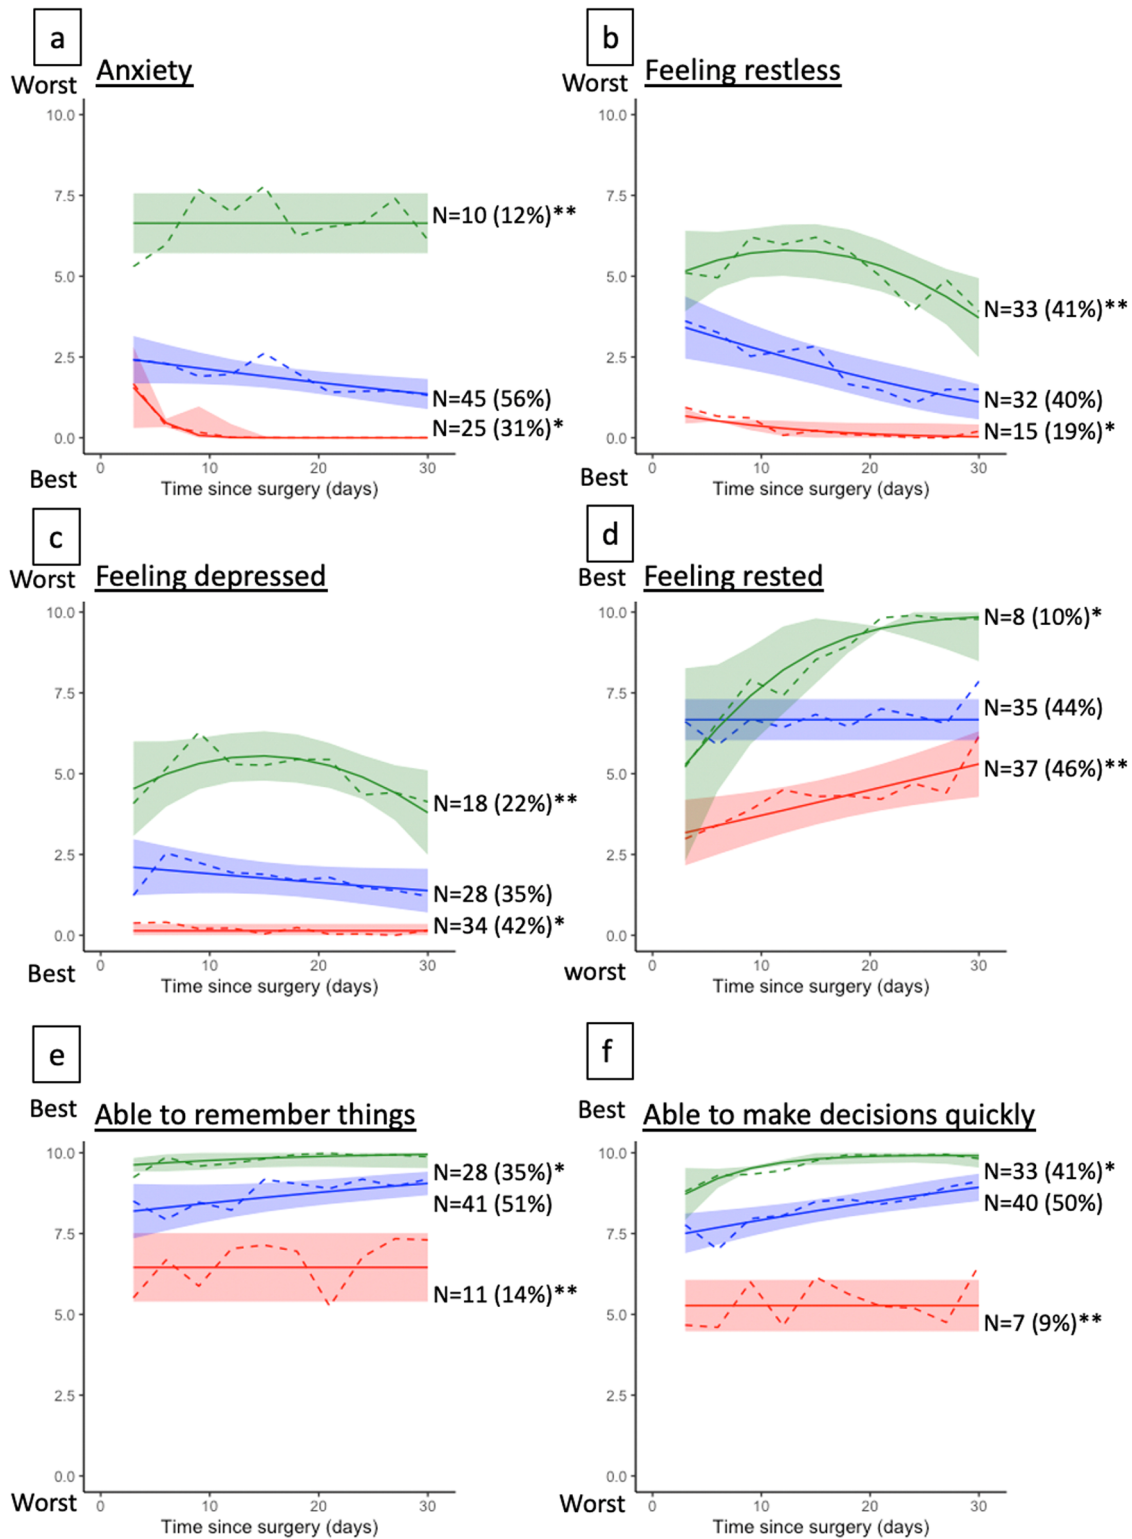 a
Worst
Anxiety
10.0
7.5
5.0
2.5
0.0
N=10 (12%)**
N=45 (56%)
N=25 (31%)*
Best
0 10 20 30
Time since surgery (days)
b
Worst
Feeling restless
10.0
7.5
5.0
2.5
0.0
N=33 (41%)**
N=32 (40%)
N=15 (19%)*
Best
0 10 20 30
Time since surgery (days)
c
Worst
Feeling depressed
10.0
7.5
5.0
2.5
0.0
N=18 (22%)**
N=28 (35%)
N=34 (42%)*
Best
0 10 20 30
Time since surgery (days)
d
Best
Feeling rested
10.0
7.5
5.0
2.5
0.0
N=8 (10%)*
N=35 (44%)
N=37 (46%)**
worst
0 10 20 30
Time since surgery (days)
e
Best
Able to remember things
10.0
7.5
5.0
2.5
0.0
N=28 (35%)*
N=41 (51%)
N=11 (14%)**
Worst
0 10 20 30
Time since surgery (days)
f
Best
Able to make decisions quickly
10.0
7.5
5.0
2.5
0.0
N=33 (41%)*
N=40 (50%)
N=7 (9%)**
Worst
0 10 20 30
Time since surgery (days)